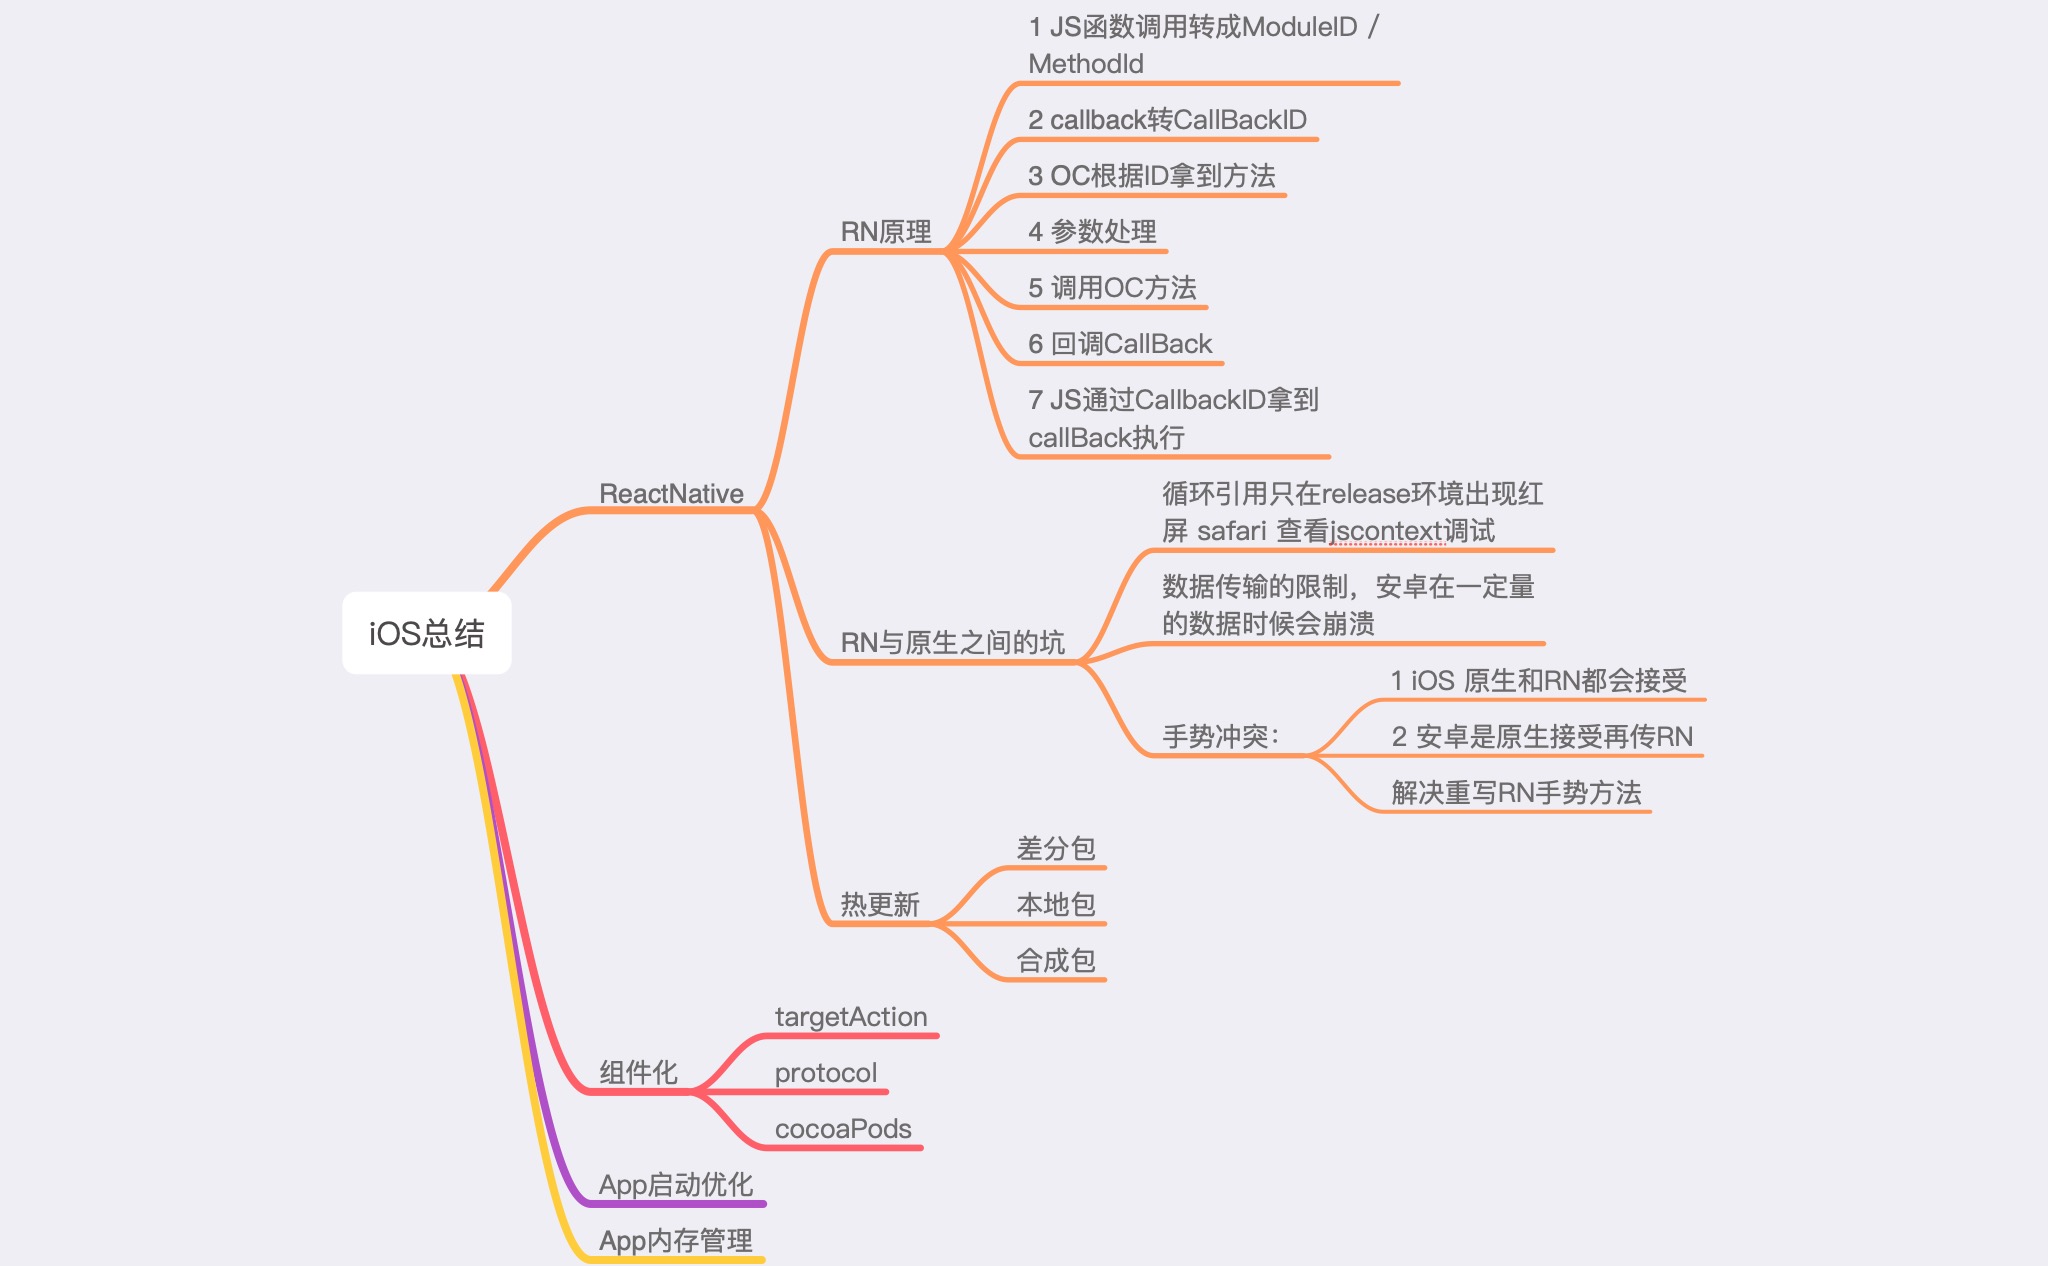 1 JS函数调用转成ModuleID /
MethodId
2 callback转CallBackID
3 OC根据ID拿到方法
RN原理
4 参数处理
5 调用OC方法
6 回调CallBack
7 JS通过CallbackID拿到
callBack执行
ReactNative
循环引用只在release环境出现红
屏 safari 查看jscontext调试
数据传输的限制，安卓在一定量
的数据时候会崩溃
RN与原生之间的坑
iOS总结
1 iOS 原生和RN都会接受
手势冲突：
2 安卓是原生接受再传RN
解决重写RN手势方法
差分包
热更新
本地包
合成包
targetAction
组件化
protocol
cocoaPods
App启动优化
App内存管理